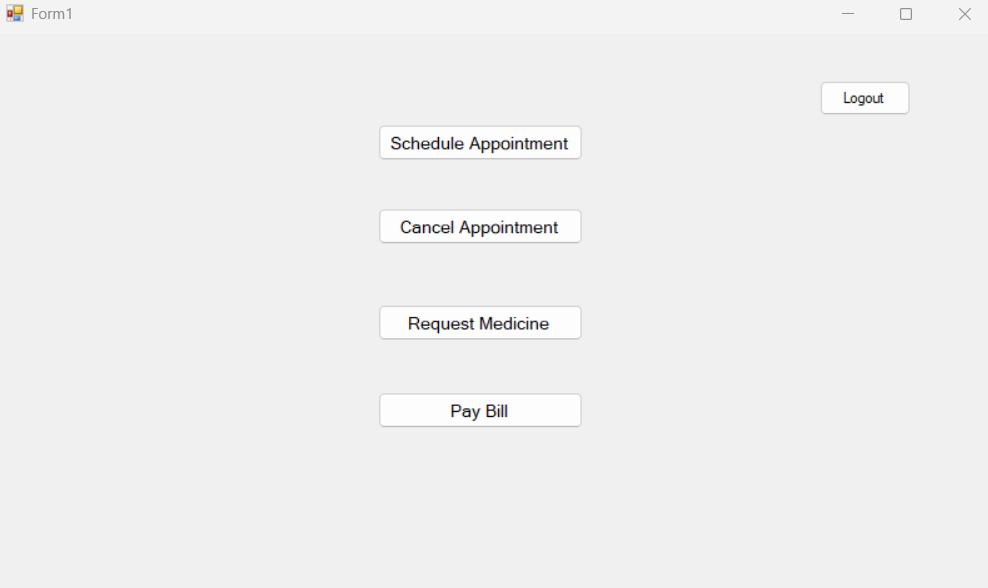 Form1
Logout
Schedule Appointment
Cancel Appointment
Request Medicine
Pay Bill